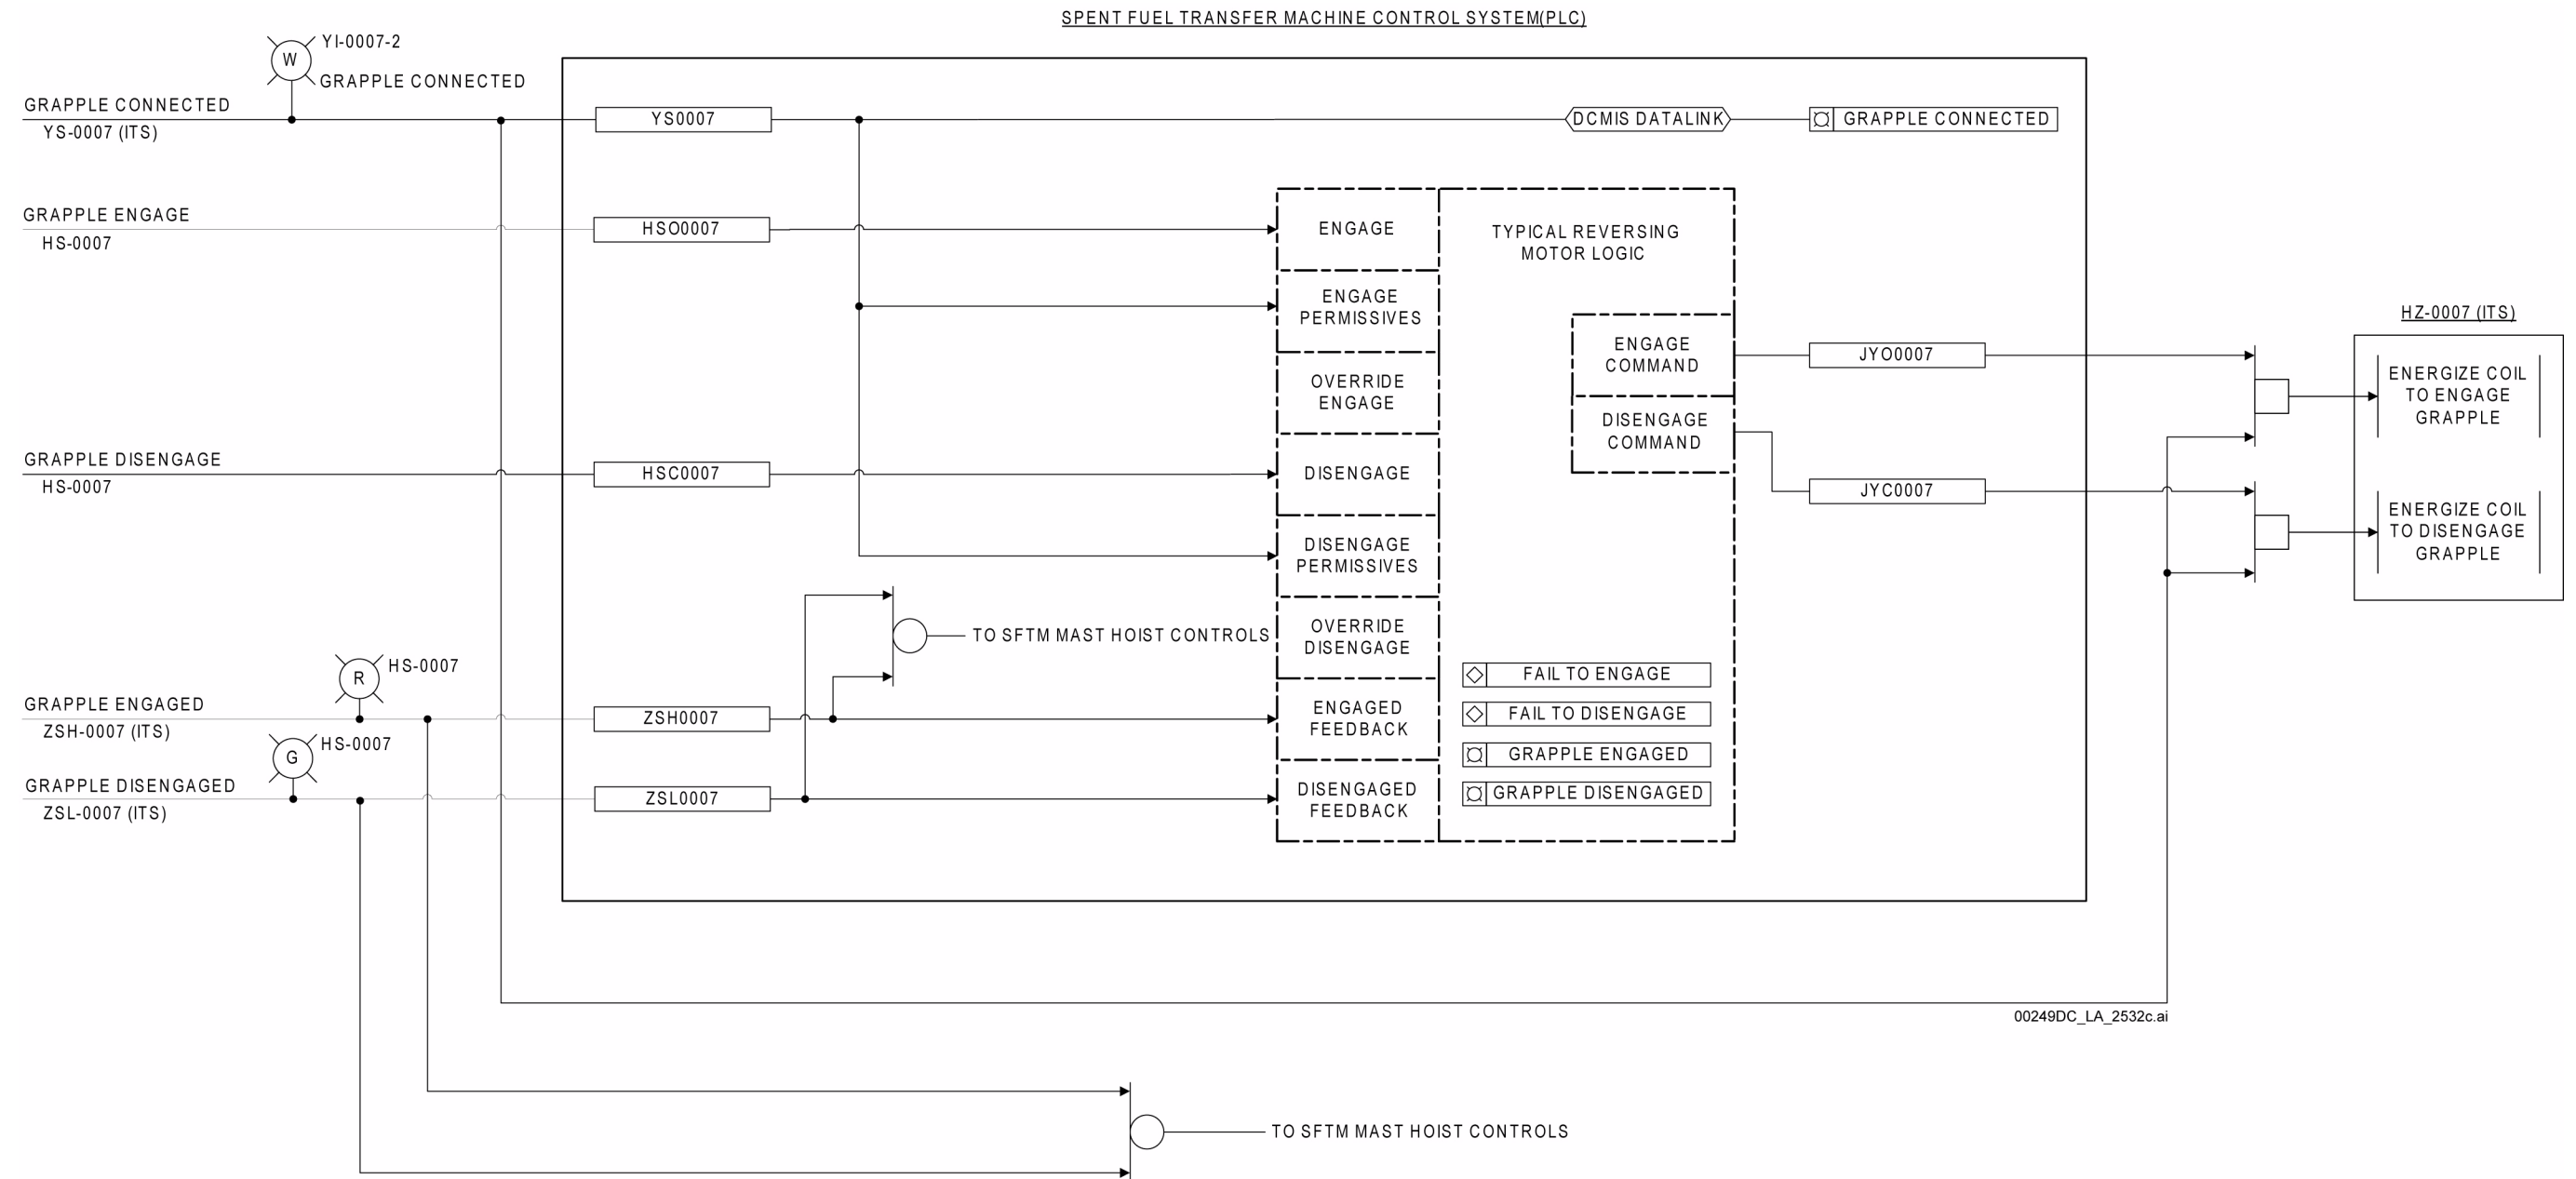 SPENT FUEL TRANSFER MACHINE CONTROL SYSTEM(PLC)
YI-0007-2
W
GRAPPLE CONNECTED
GRAPPLE CONNECTED
YS-0007 (ITS)
YS0007
DCMIS DATALINK
GRAPPLE CONNECTED
GRAPPLE ENGAGE
HS-0007
HSO0007
ENGAGE
TYPICAL REVERSING
MOTOR LOGIC
ENGAGE
PERMISSIVES
HZ-0007 (ITS)
ENGAGE
COMMAND
JYO0007
OVERRIDE
ENGAGE
ENERGIZE COIL
TO ENGAGE
GRAPPLE
DISENGAGE
COMMAND
GRAPPLE DISENGAGE
HS-0007
HSC0007
DISENGAGE
JYC0007
ENERGIZE COIL
TO DISENGAGE
GRAPPLE
DISENGAGE
PERMISSIVES
TO SFTM MAST HOIST CONTROLS
OVERRIDE
DISENGAGE
R
HS-0007
FAIL TO ENGAGE
GRAPPLE ENGAGED
ZSH-0007 (ITS)
ZSH0007
ENGAGED
FEEDBACK
FAIL TO DISENGAGE
G
HS-0007
GRAPPLE ENGAGED
GRAPPLE DISENGAGED
ZSL-0007 (ITS)
ZSL0007
DISENGAGED
FEEDBACK
GRAPPLE DISENGAGED
00249DC_LA_2532c.ai
TO SFTM MAST HOIST CONTROLS